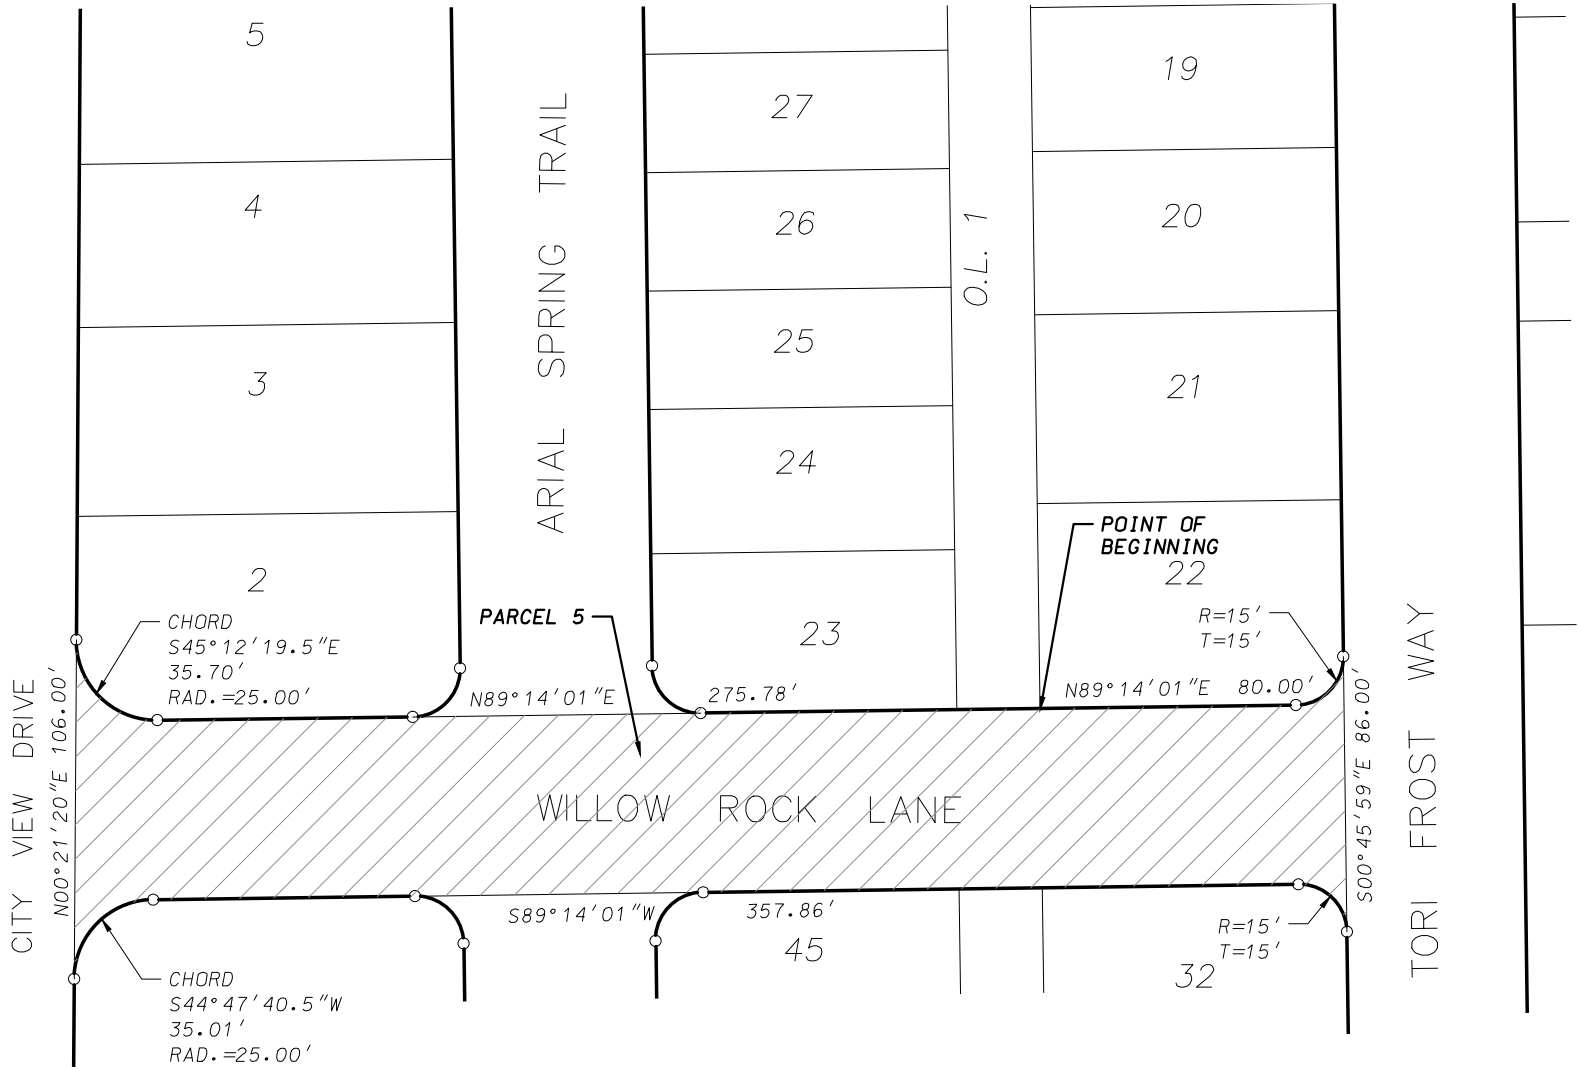 5
4
3
2
ARIAL SPRING TRAIL
27
26
25
24
23
O.L. 1
19
20
21
22
POINT OF
BEGINNING
PARCEL 5
CHORD
S45°12'19.5"E
35.70'
RAD.=25.00'
N89°14'01"E
275.78'
N89°14'01"E 80.00'
R=15'
T=15'
CITY VIEW DRIVE
N00°21'20"E 106.00'
WILLOW ROCK LANE
S00°45'59"E 86.00'
TORI FROST WAY
S89°14'01"W
357.86'
45
32
R=15'
T=15'
CHORD
S44°47'40.5"W
35.01'
RAD.=25.00'